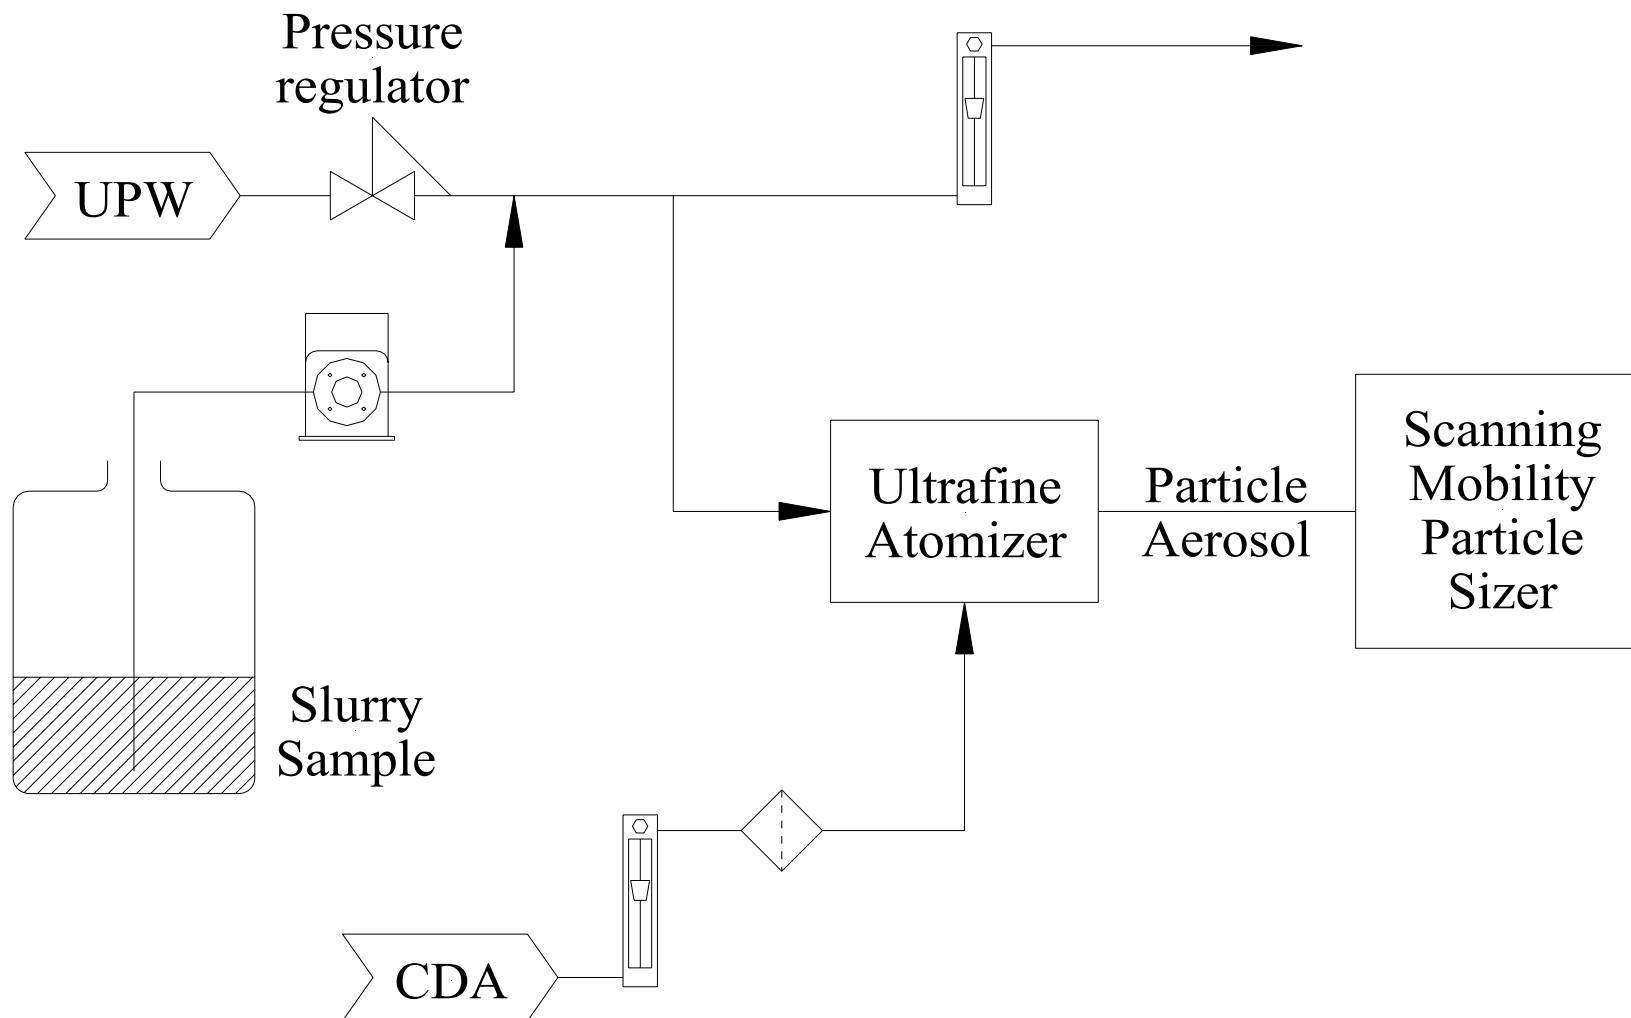 Pressure
regulator
UPW
Ultrafine
Atomizer
Particle
Aerosol
Scanning
Mobility
Particle
Sizer
Slurry
Sample
CDA